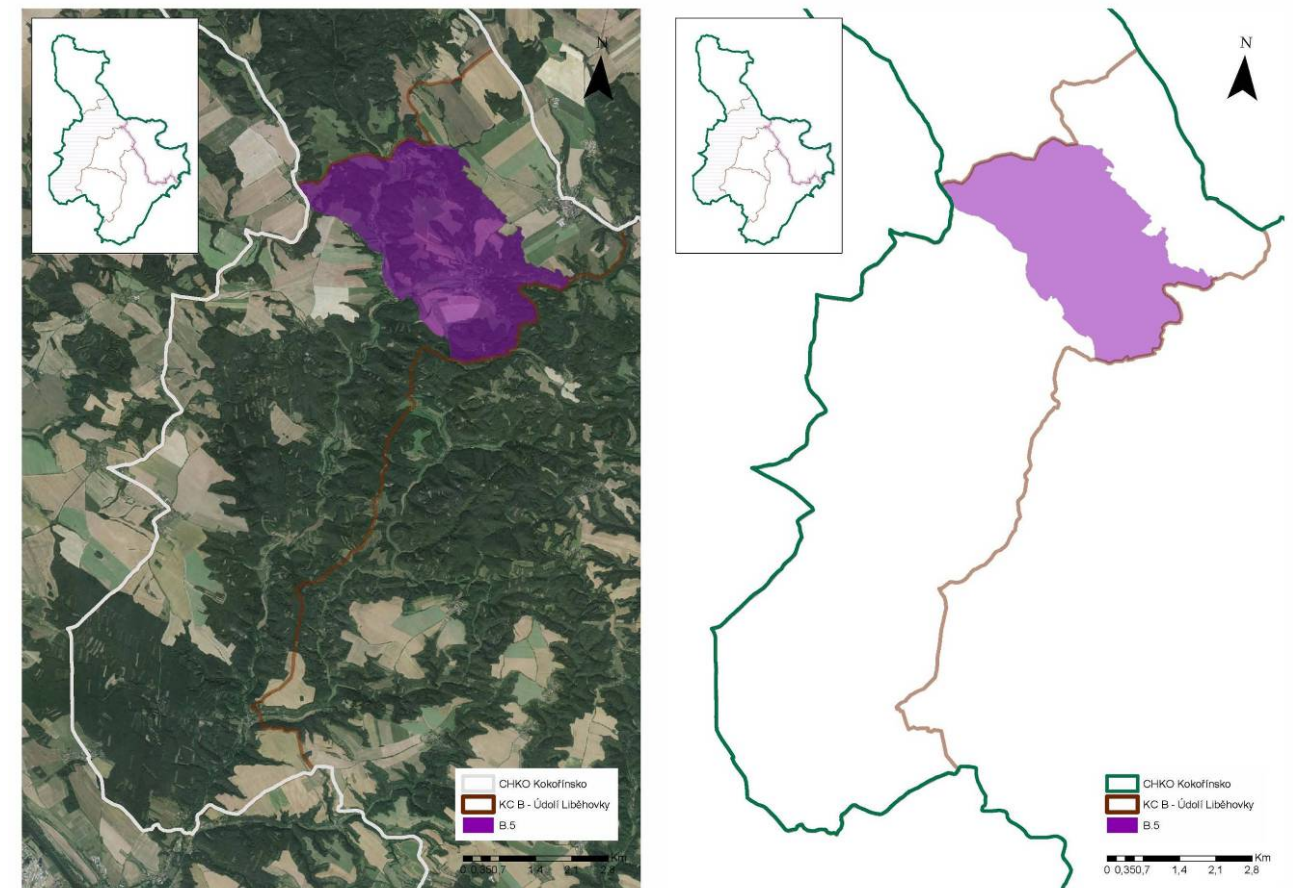 N
CHKO Kokořínsko
KC B - Údolí Liběhovky
B.5
Km
0 0,350,7 1,4 2,1 2,8
N
CHKO Kokořínsko
KC B - Údolí Liběhovky
B.5
Km
0 0,350,7 1,4 2,1 2,8